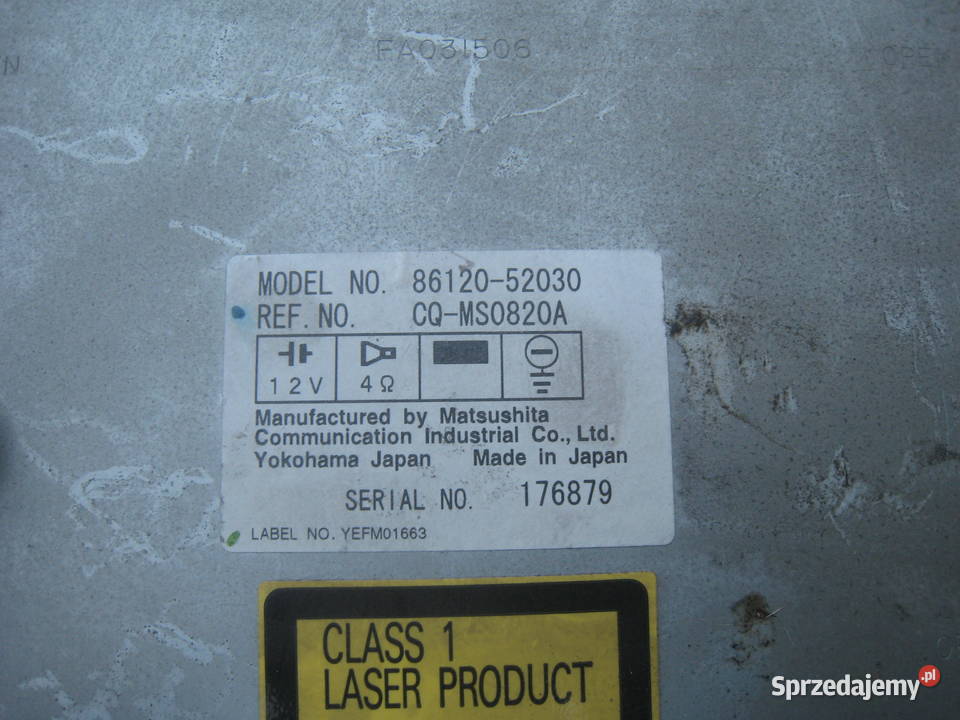 FA031506
MODEL NO. 86120-52030
REF. NO. CQ-MS0820A
12V 4Ω
Manufactured by Matsushita
Communication Industrial Co., Ltd.
Yokohama Japan Made in Japan
SERIAL NO. 176879
LABEL NO. YEFM01663
CLASS 1
LASER PRODUCT
Sprzedajemy.pl